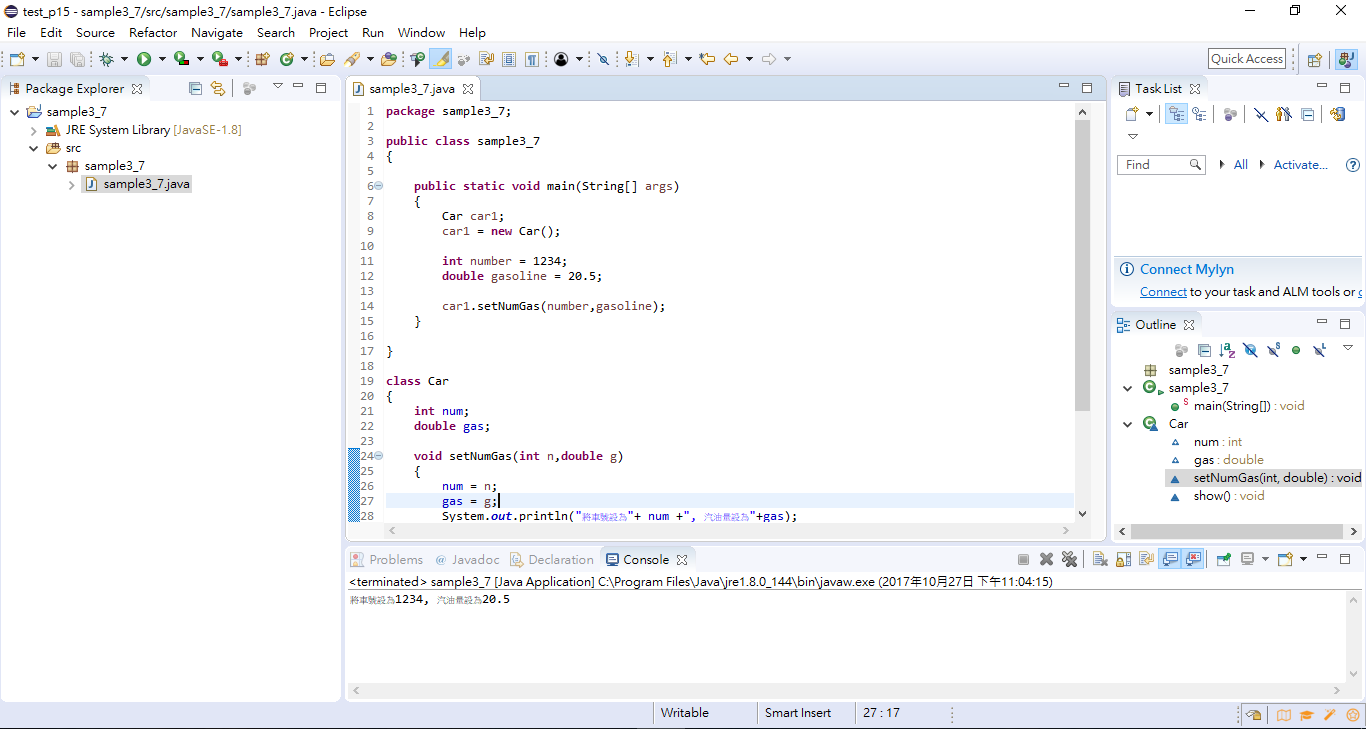 test_p15 - sample3_7/src/sample3_7/sample3_7.java - Eclipse
File Edit Source Refactor Navigate Search Project Run Window Help
Quick Access
Package Explorer
sample3_7
JRE System Library [JavaSE-1.8]
src
sample3_7
sample3_7.java
sample3_7.java
1 package sample3_7;
2
3 public class sample3_7
4 {
5
6 public static void main(String[] args)
7 {
8 Car car1;
9 car1 = new Car();
10
11 int number = 1234;
12 double gasoline = 20.5;
13
14 car1.setNumGas(number,gasoline);
15 }
16
17 }
18
19 class Car
20 {
21 int num;
22 double gas;
23
24 void setNumGas(int n,double g)
25 {
26 num = n;
27 gas = g;
28 System.out.println("將車號設為"+ num +", 汽油量設為"+gas);
Task List
Find All Activate...
Connect Mylyn
Connect to your task and ALM tools or c
Outline
sample3_7
sample3_7
main(String[]) : void
Car
num : int
gas : double
setNumGas(int, double) : void
show() : void
Problems @ Javadoc Declaration Console
<terminated> sample3_7 [Java Application] C:\Program Files\Java\jre1.8.0_144\bin\javaw.exe (2017年10月27日 下午11:04:15)
將車號設為1234, 汽油量設為20.5
Writable Smart Insert 27 : 17